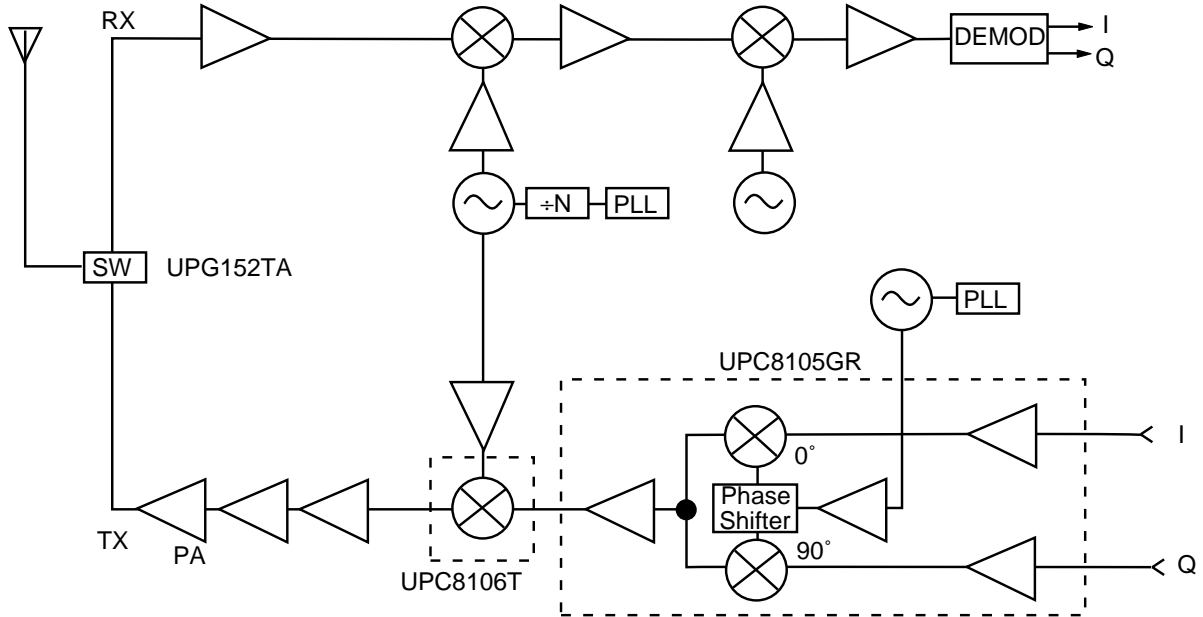 RX
DEMOD
I
Q
÷N
PLL
SW
UPG152TA
PLL
UPC8105GR
0°
I
Phase
Shifter
TX
PA
90°
Q
UPC8106T